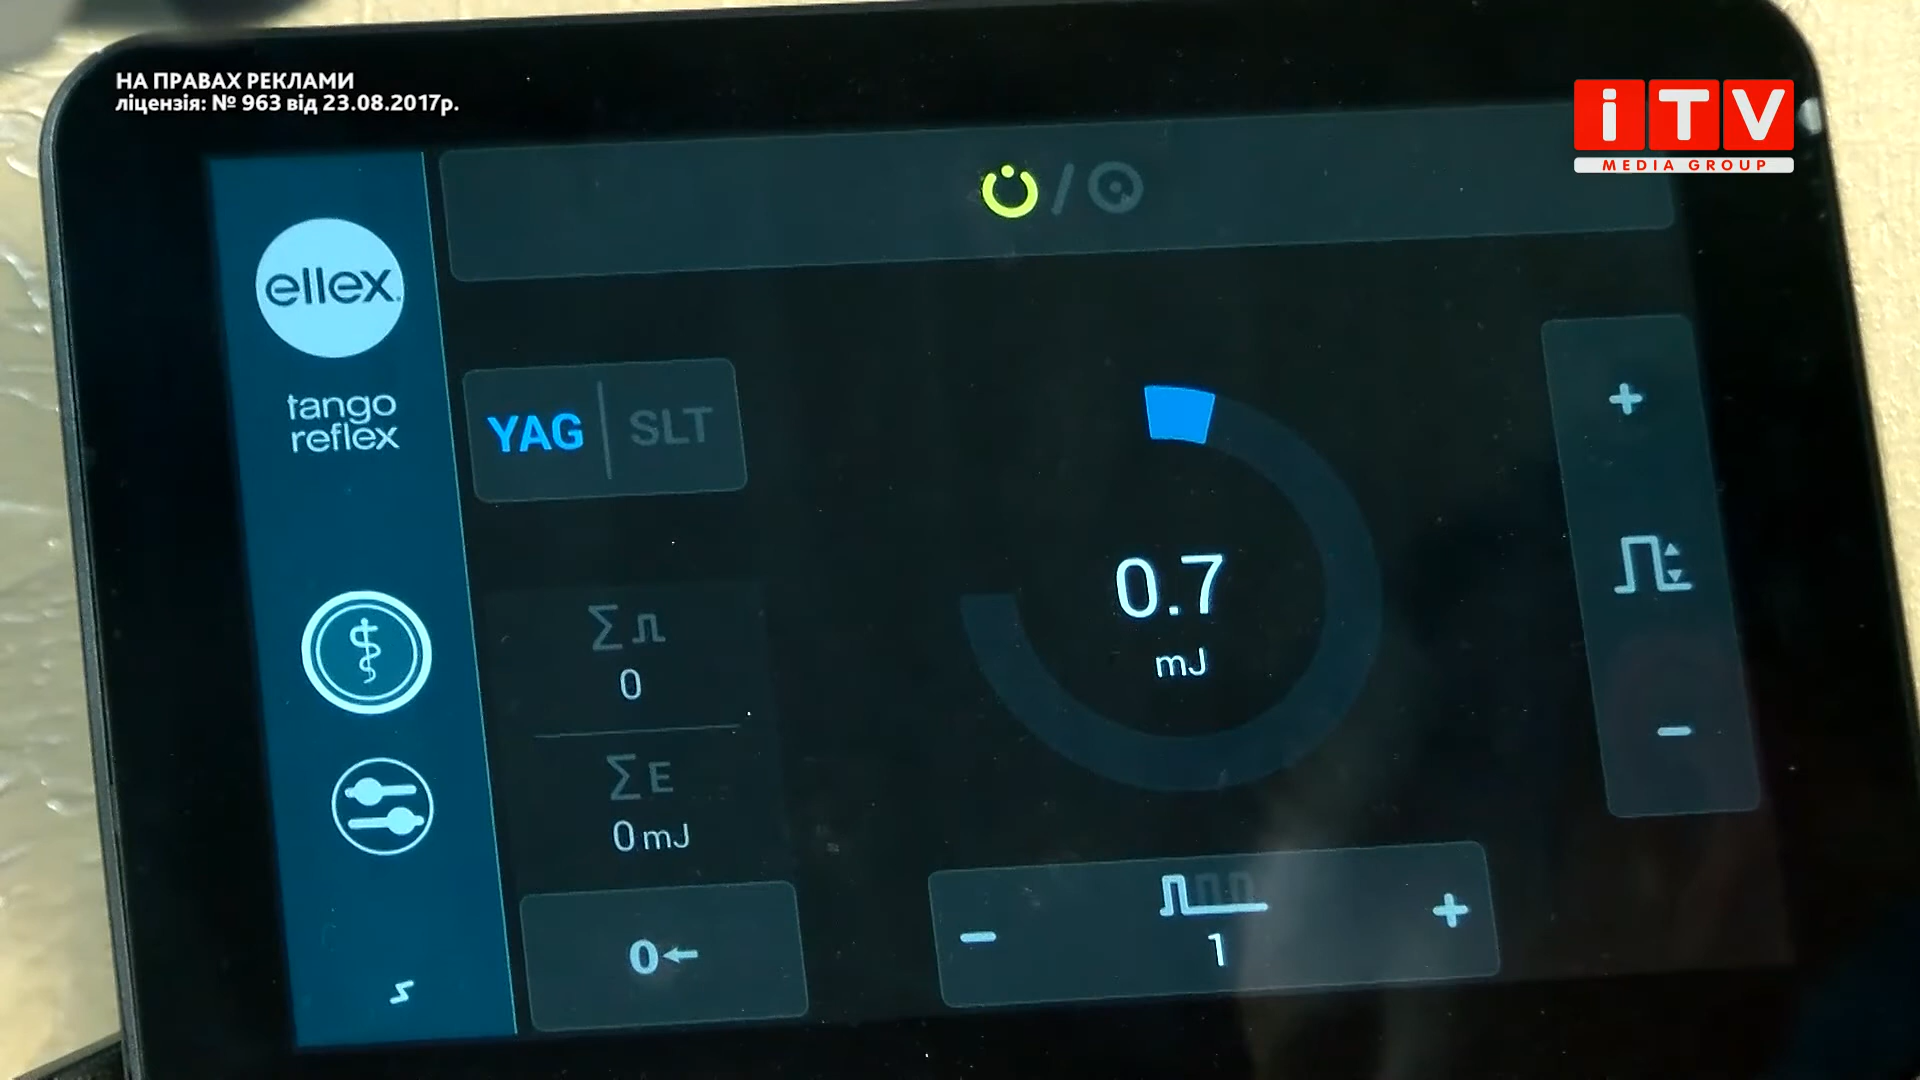 НА ПРАВАХ РЕКЛАМИ
ліцензія: № 963 від 23.08.2017р.
iTV
MEDIA GROUP
ellex.
tango
reflex
YAG | SLT
0.7
mJ
Σ
0
Σ E
0 mJ
0←
1